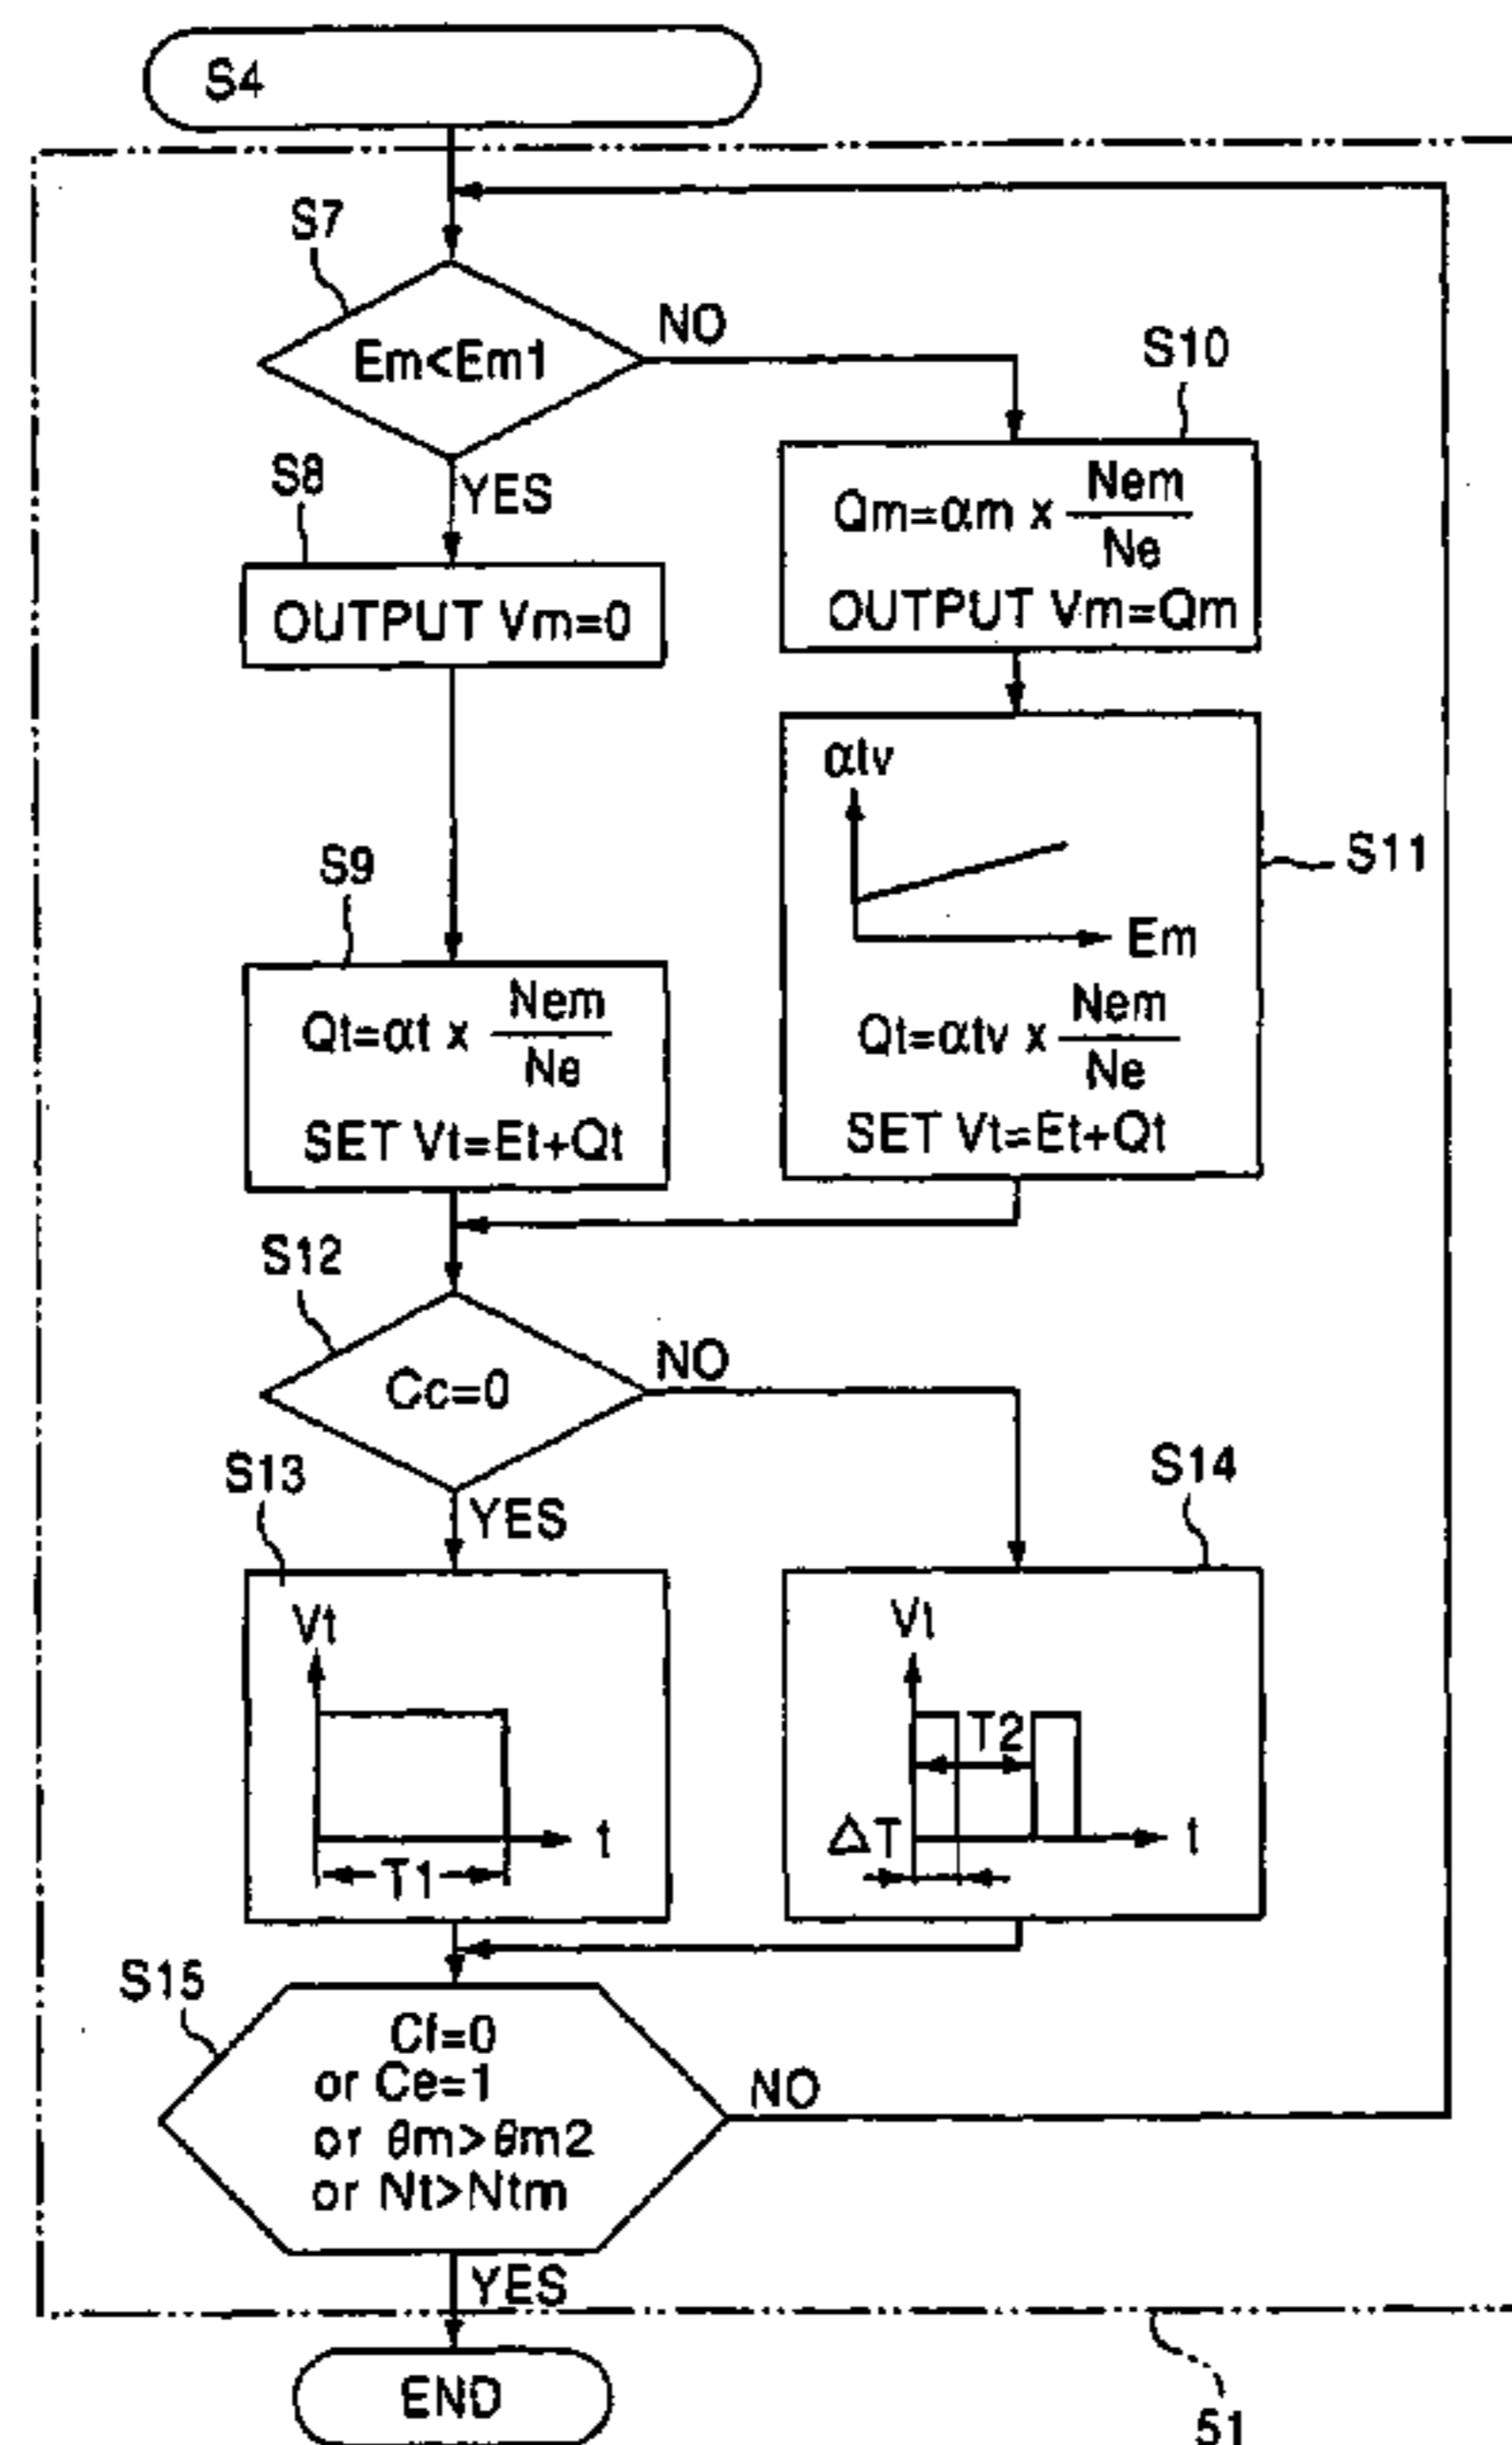 S4
S7
Em<Em1
NO
YES
S10
Qm=αm x Nem
Ne
OUTPUT Vm=Qm
S8
OUTPUT Vm=0
αtv
Em
Qt=αtv x Nem
Ne
SET Vt=Et+Qt
S11
S9
Qt=αt x Nem
Ne
SET Vt=Et+Qt
S12
Cc=0
NO
YES
S13
Vt
t
T1
S14
Vt
T2
ΔT
t
S15
Cf=0
or Ce=1
or θm>θm2
or Nt>Ntm
NO
YES
END
51